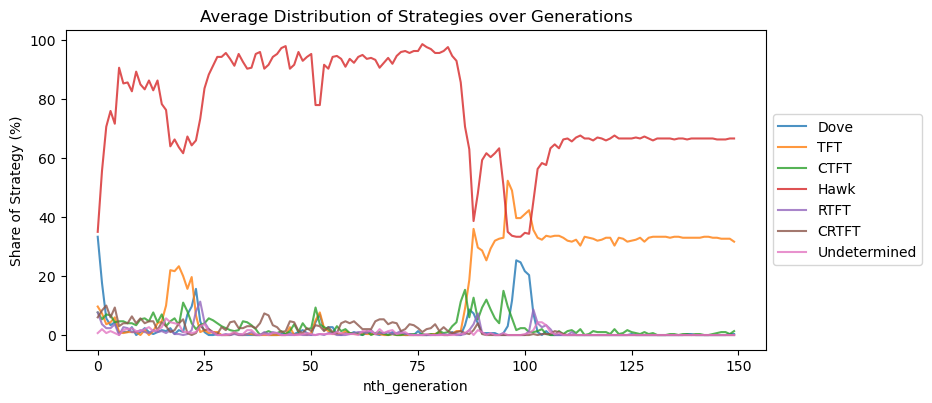 Average Distribution of Strategies over Generations
Share of Strategy (%)
100
80
60
40
20
0
0 25 50 75 100 125 150
nth_generation
Dove
TFT
CTFT
Hawk
RTFT
CRTFT
Undetermined